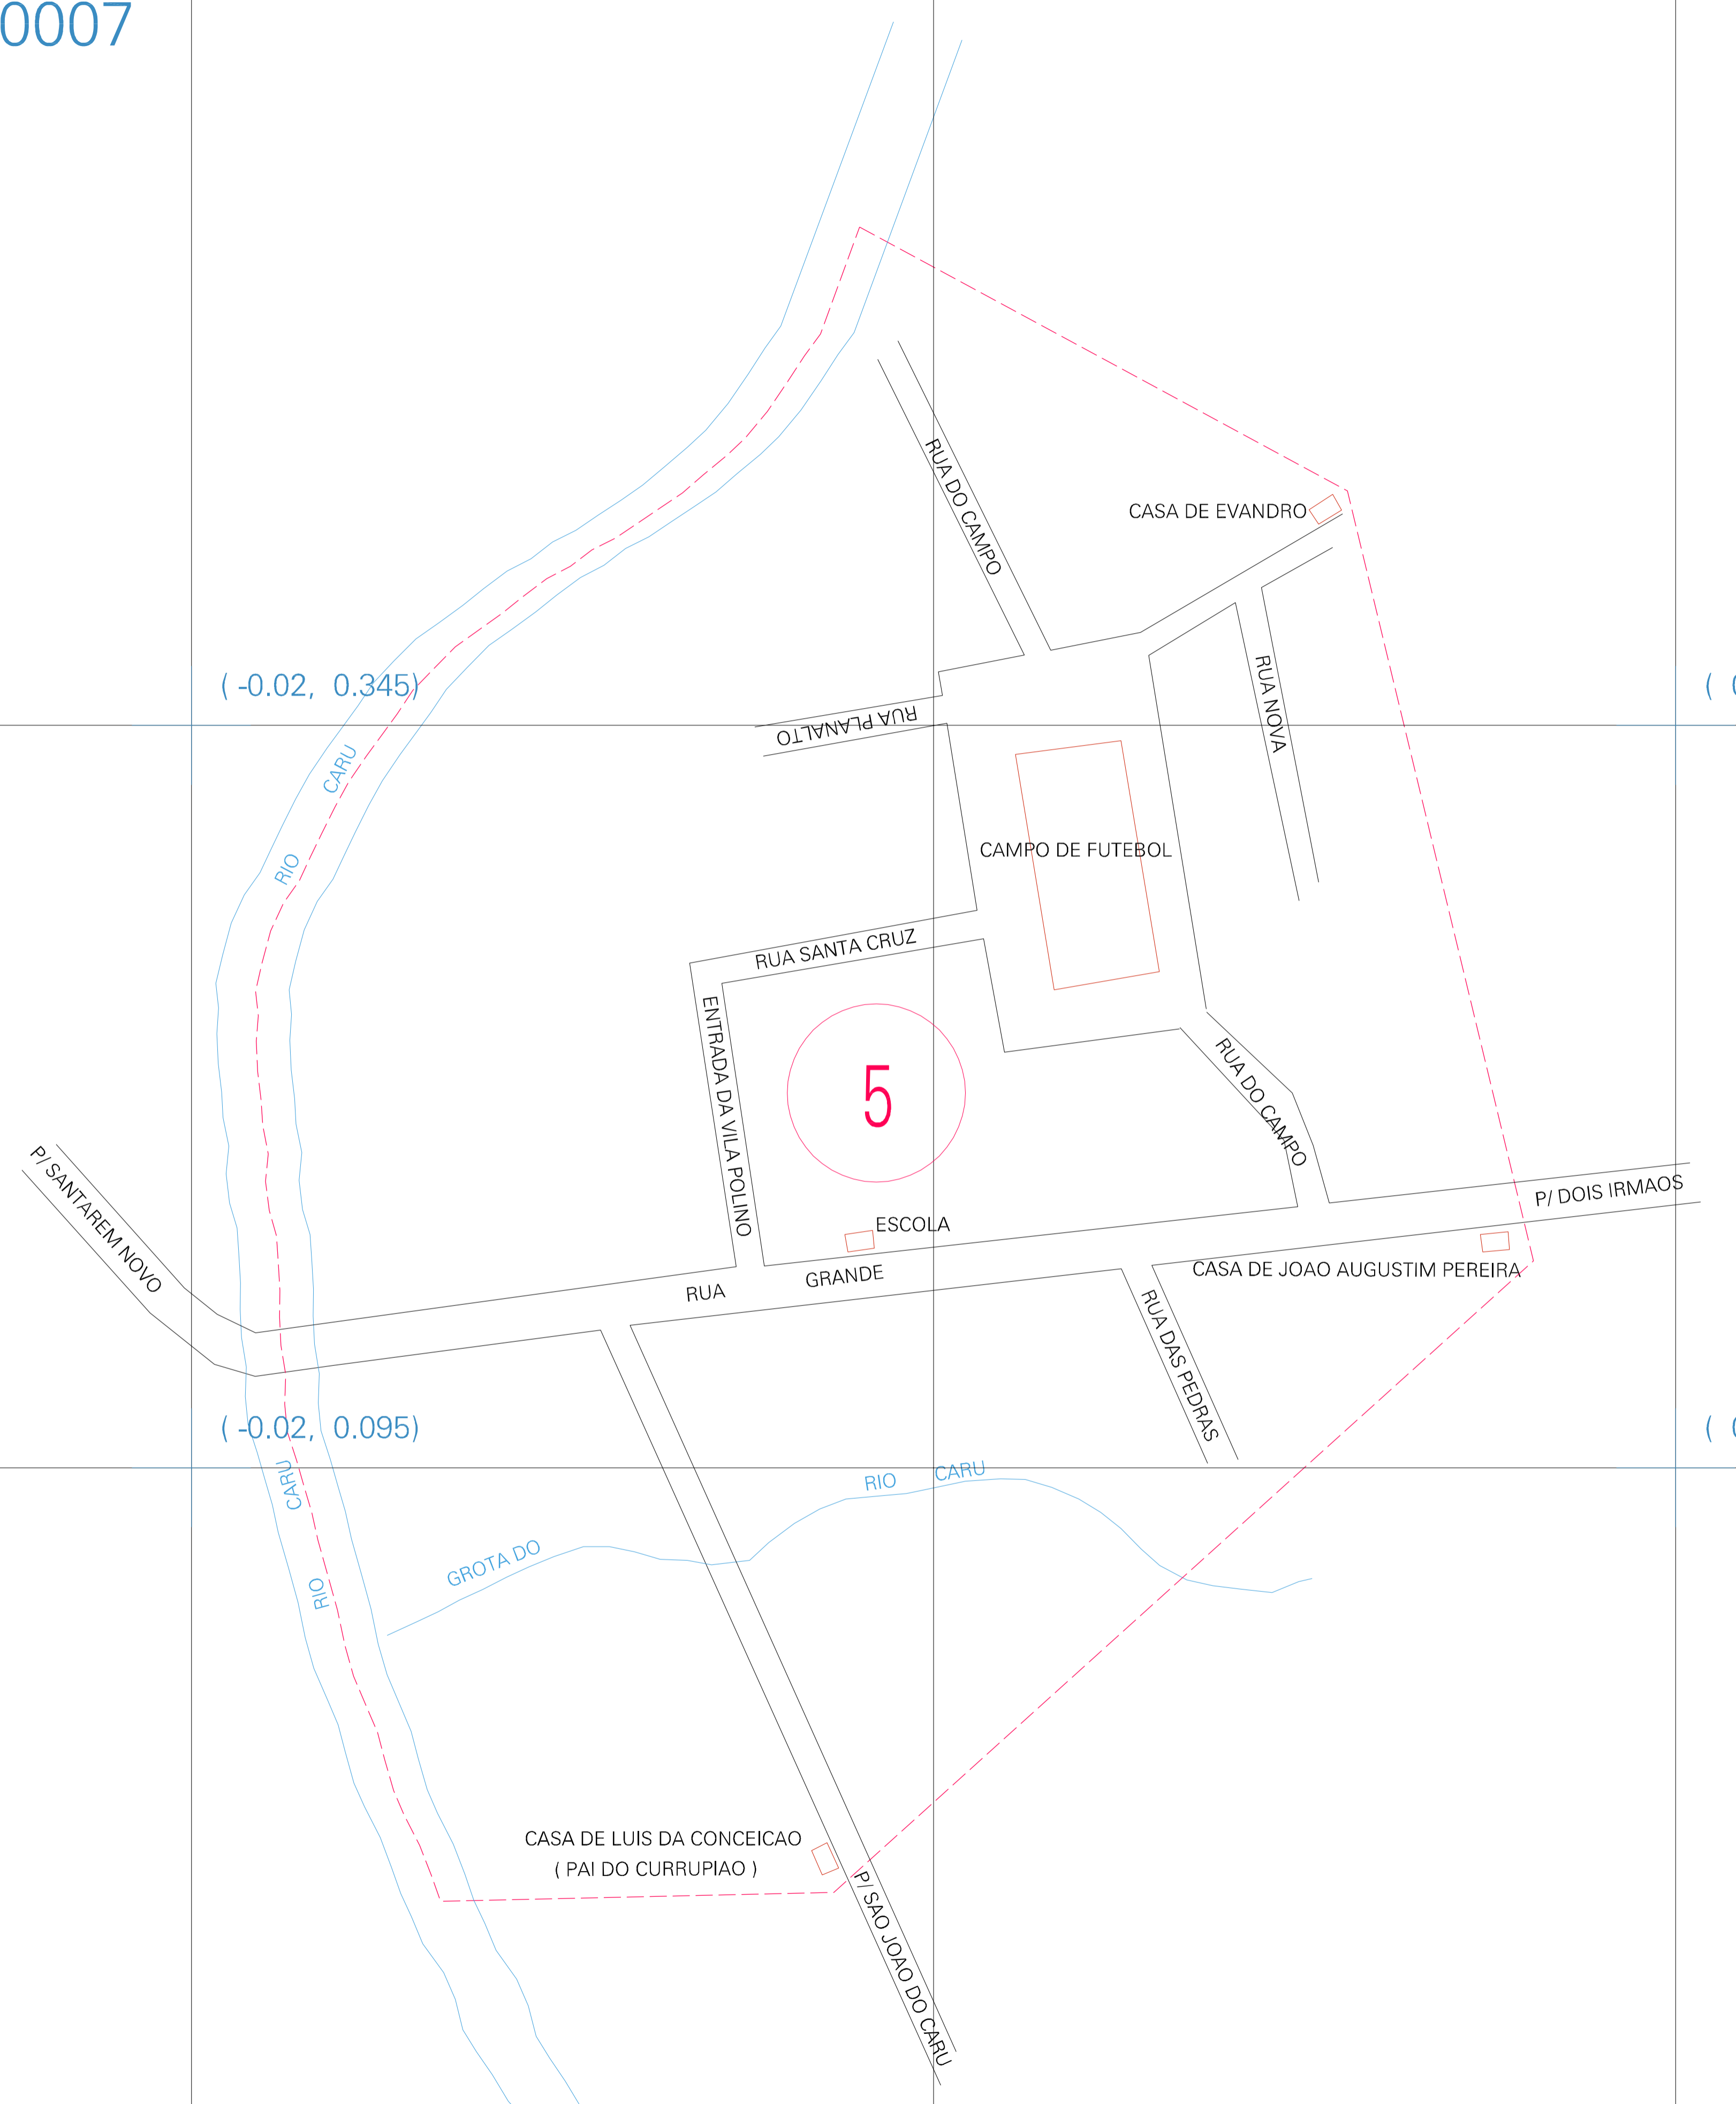 0007
RUA DO CAMPO
CASA DE EVANDRO
( -0.02, 0.345)
( 0
RUA NOVA
RUA PLANALTO
RIO CARU
CAMPO DE FUTEBOL
RUA SANTA CRUZ
ENTRADA DA VILA POLINO
5
RUA DO CAMPO
P/ SANTAREM NOVO
P/ DOIS IRMAOS
ESCOLA
CASA DE JOAO AUGUSTIM PEREIRA
RUA GRANDE
RUA DAS PEDRAS
( -0.02, 0.095)
( 0
RIO CARU
GROTA DO RIO CARU
CASA DE LUIS DA CONCEICAO
( PAI DO CURRUPIAO )
P/ SAO JOAO DO CARU